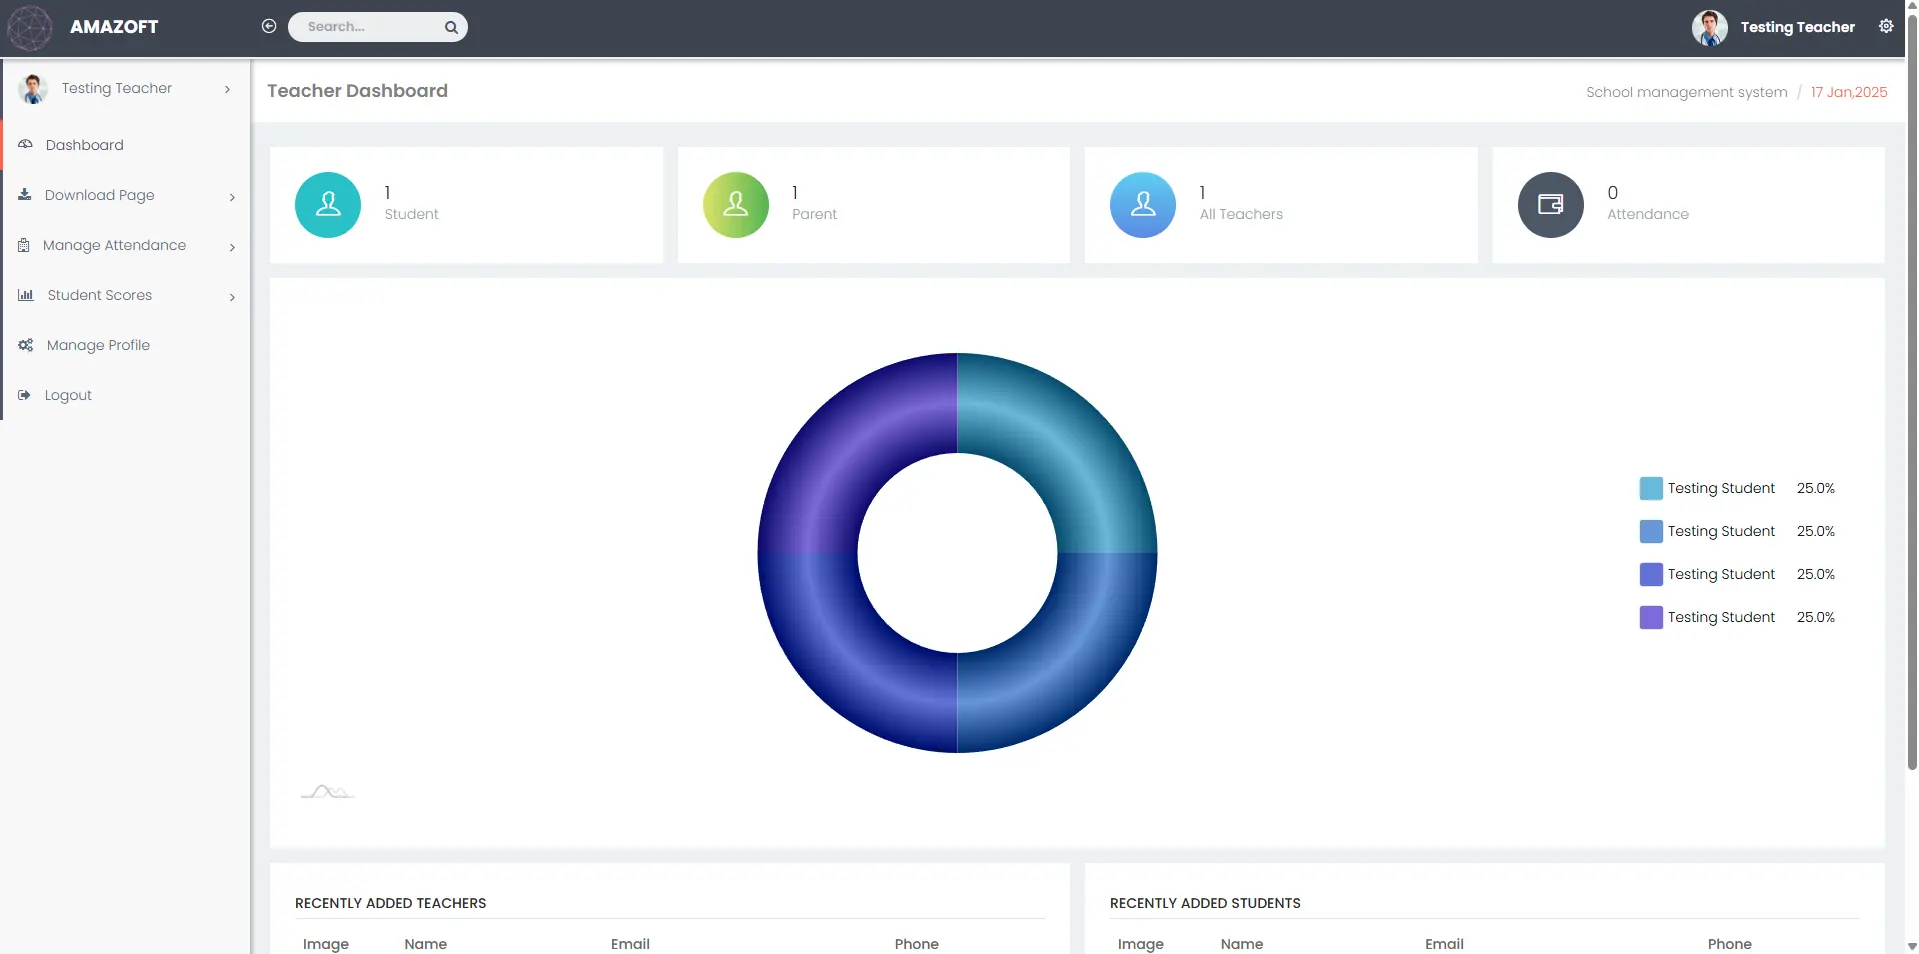 AMAZOFT
Search...
Testing Teacher
Testing Teacher
Dashboard
Download Page
Manage Attendance
Student Scores
Manage Profile
Logout
Teacher Dashboard
School management system / 17 Jan,2025
1
Student
1
Parent
1
All Teachers
0
Attendance
Testing Student 25.0%
Testing Student 25.0%
Testing Student 25.0%
Testing Student 25.0%
RECENTLY ADDED TEACHERS
Image Name Email Phone
RECENTLY ADDED STUDENTS
Image Name Email Phone